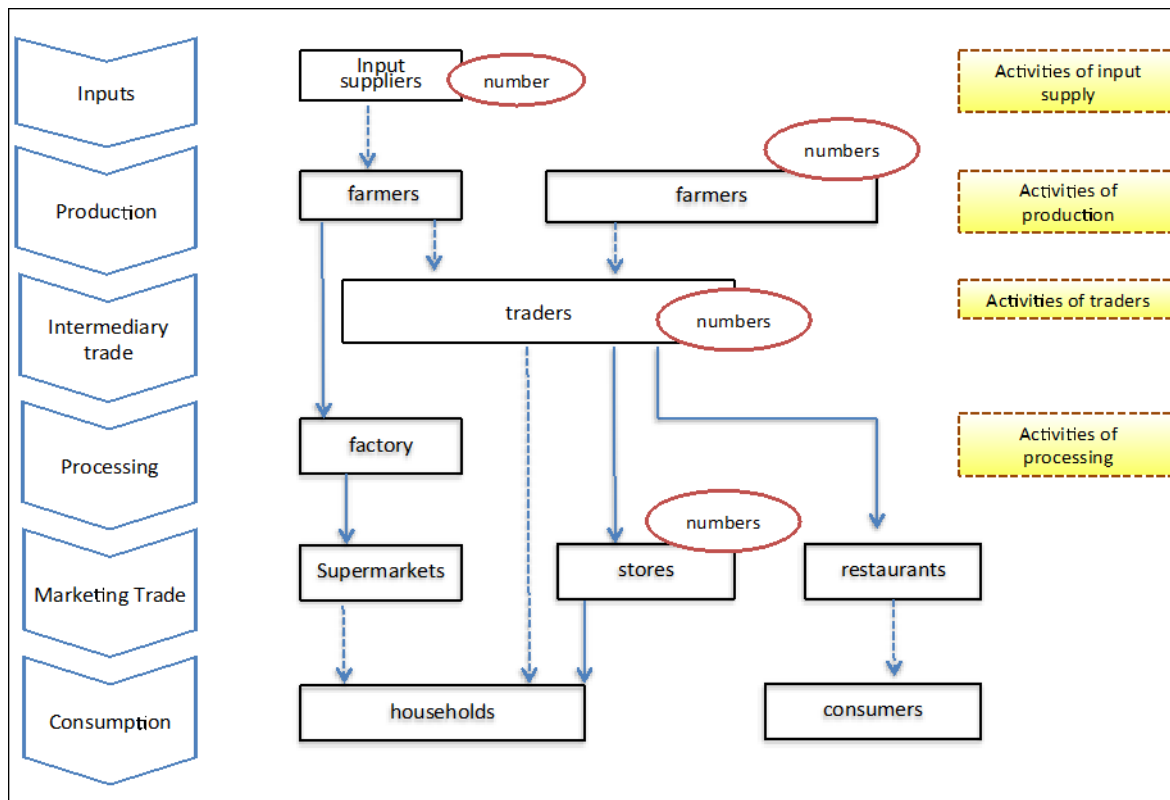 Inputs
Input
suppliers
number
Activities of input
supply
numbers
Production
farmers
farmers
Activities of
production
Intermediary
trade
traders
numbers
Activities of traders
Processing
factory
Activities of
processing
numbers
Marketing Trade
Supermarkets
stores
restaurants
Consumption
households
consumers